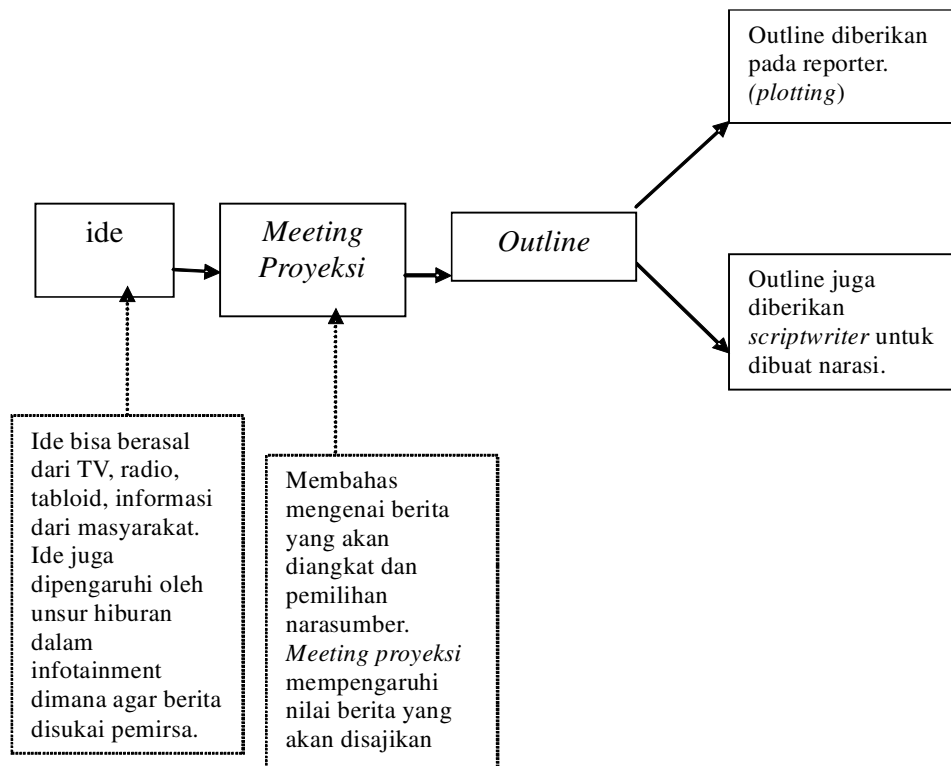 Outline diberikan
pada reporter.
(plotting)
ide
Meeting
Proyeksi
Outline
Outline juga
diberikan
scriptwriter untuk
dibuat narasi.
Ide bisa berasal
dari TV, radio,
tabloid, informasi
dari masyarakat.
Ide juga
dipengaruhi oleh
unsur hiburan
dalam
infotainment
dimana agar berita
disukai pemirsa.
Membahas
mengenai berita
yang akan
diangkat dan
pemilihan
narasumber.
Meeting proyeksi
mempengaruhi
nilai berita yang
akan disajikan